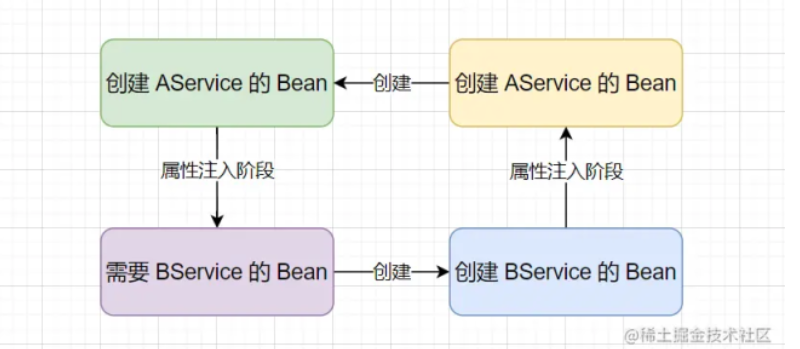 创建 AService 的 Bean
创建
创建 AService 的 Bean
属性注入阶段
属性注入阶段
需要 BService 的 Bean
创建
创建 BService 的 Bean
@稀土掘金技术社区